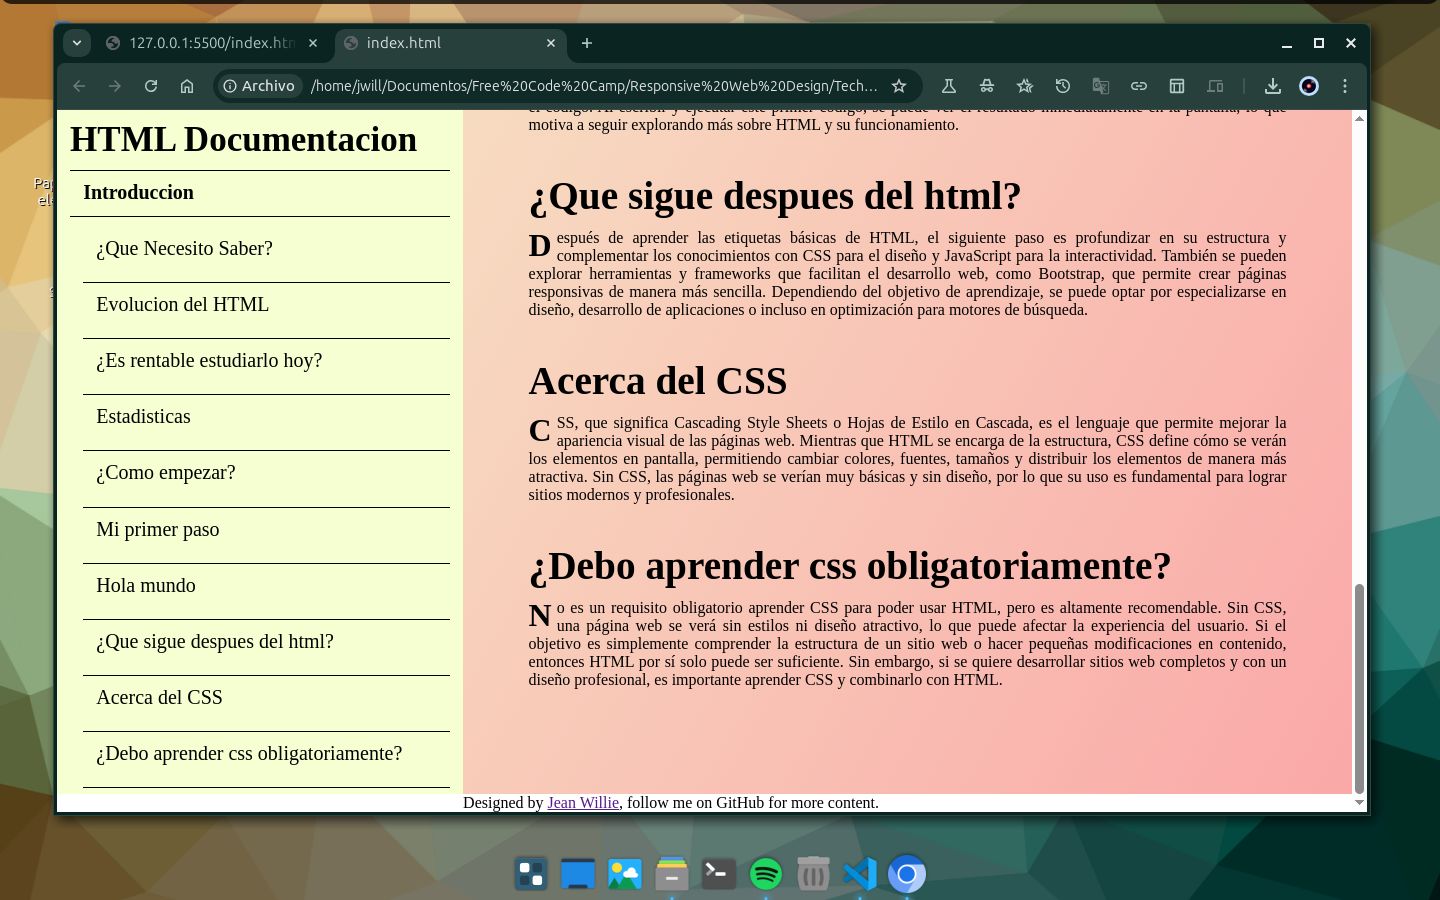 127.0.0.1:5500/index.htm
index.html
Archivo
/home/jwill/Documentos/Free%20Code%20Camp/Responsive%20Web%20Design/Tech…
HTML Documentacion
Introduccion
¿Que Necesito Saber?
Evolucion del HTML
¿Es rentable estudiarlo hoy?
Estadisticas
¿Como empezar?
Mi primer paso
Hola mundo
¿Que sigue despues del html?
Acerca del CSS
¿Debo aprender css obligatoriamente?
motiva a seguir explorando más sobre HTML y su funcionamiento.
¿Que sigue despues del html?
Después de aprender las etiquetas básicas de HTML, el siguiente paso es profundizar en su estructura y
complementar los conocimientos con CSS para el diseño y JavaScript para la interactividad. También se pueden
explorar herramientas y frameworks que facilitan el desarrollo web, como Bootstrap, que permite crear páginas
responsivas de manera más sencilla. Dependiendo del objetivo de aprendizaje, se puede optar por especializarse en
diseño, desarrollo de aplicaciones o incluso en optimización para motores de búsqueda.
Acerca del CSS
CSS, que significa Cascading Style Sheets o Hojas de Estilo en Cascada, es el lenguaje que permite mejorar la
apariencia visual de las páginas web. Mientras que HTML se encarga de la estructura, CSS define cómo se verán
los elementos en pantalla, permitiendo cambiar colores, fuentes, tamaños y distribuir los elementos de manera más
atractiva. Sin CSS, las páginas web se verían muy básicas y sin diseño, por lo que su uso es fundamental para lograr
sitios modernos y profesionales.
¿Debo aprender css obligatoriamente?
No es un requisito obligatorio aprender CSS para poder usar HTML, pero es altamente recomendable. Sin CSS,
una página web se verá sin estilos ni diseño atractivo, lo que puede afectar la experiencia del usuario. Si el
objetivo es simplemente comprender la estructura de un sitio web o hacer pequeñas modificaciones en contenido,
entonces HTML por sí solo puede ser suficiente. Sin embargo, si se quiere desarrollar sitios web completos y con un
diseño profesional, es importante aprender CSS y combinarlo con HTML.
Designed by Jean Willie, follow me on GitHub for more content.